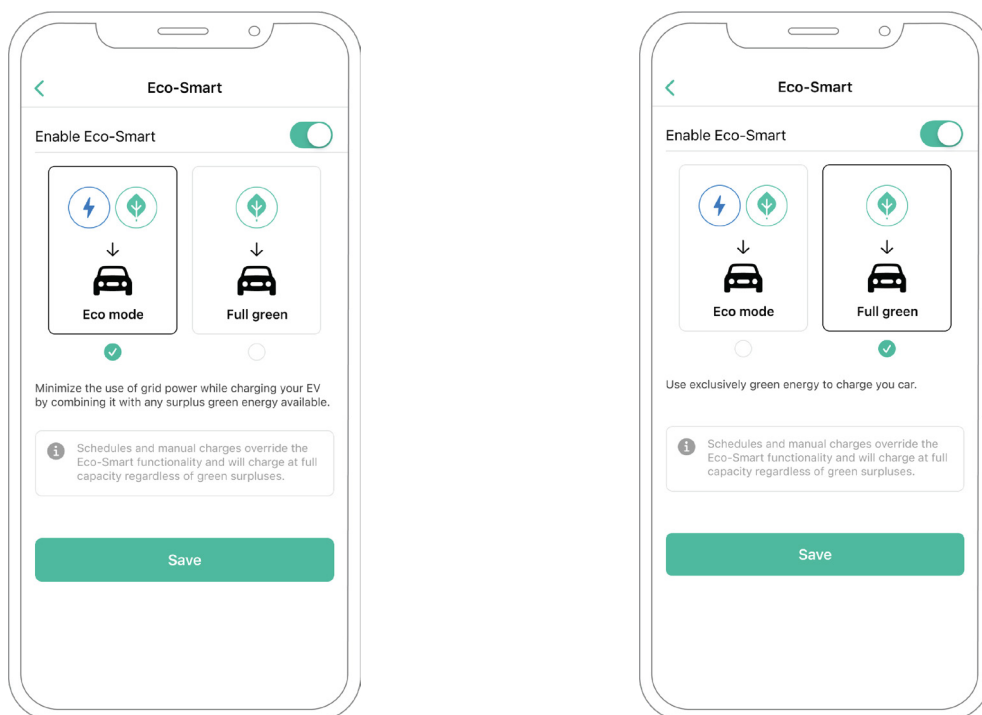 Eco-Smart
Enable Eco-Smart
Eco mode
Full green
Minimize the use of grid power while charging your EV
by combining it with any surplus green energy available.
Schedules and manual charges override the
Eco-Smart functionality and will charge at full
capacity regardless of green surpluses.
Save
Eco-Smart
Enable Eco-Smart
Eco mode
Full green
Use exclusively green energy to charge you car.
Schedules and manual charges override the
Eco-Smart functionality and will charge at full
capacity regardless of green surpluses.
Save